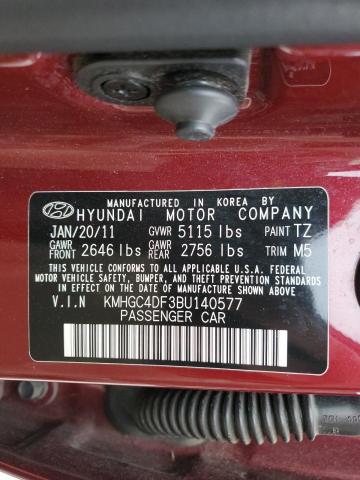 MANUFACTURED IN KOREA BY
HYUNDAI MOTOR COMPANY
JAN/20/11 GVWR 5115 lbs PAINT TZ
GAWR FRONT 2646 lbs GAWR REAR 2756 lbs TRIM M5
THIS VEHICLE CONFORMS TO ALL APPLICABLE U.S.A. FEDERAL
MOTOR VEHICLE SAFETY, BUMPER, AND THEFT PREVENTION
STANDARDS IN EFFECT ON THE DATE OF MANUFACTURE SHOWN ABOVE.
V.I.N KMHGC4DF3BU140577
PASSENGER CAR